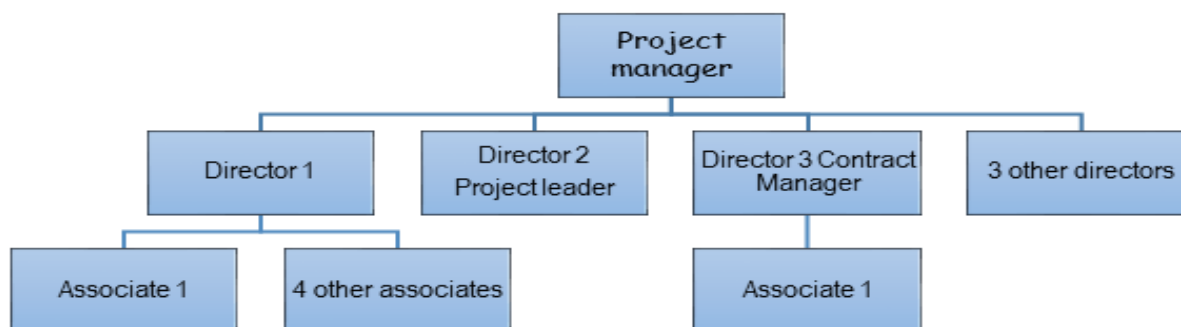 Project
manager
Director 1
Director 2
Project leader
Director 3 Contract
Manager
3 other directors
Associate 1
4 other associates
Associate 1